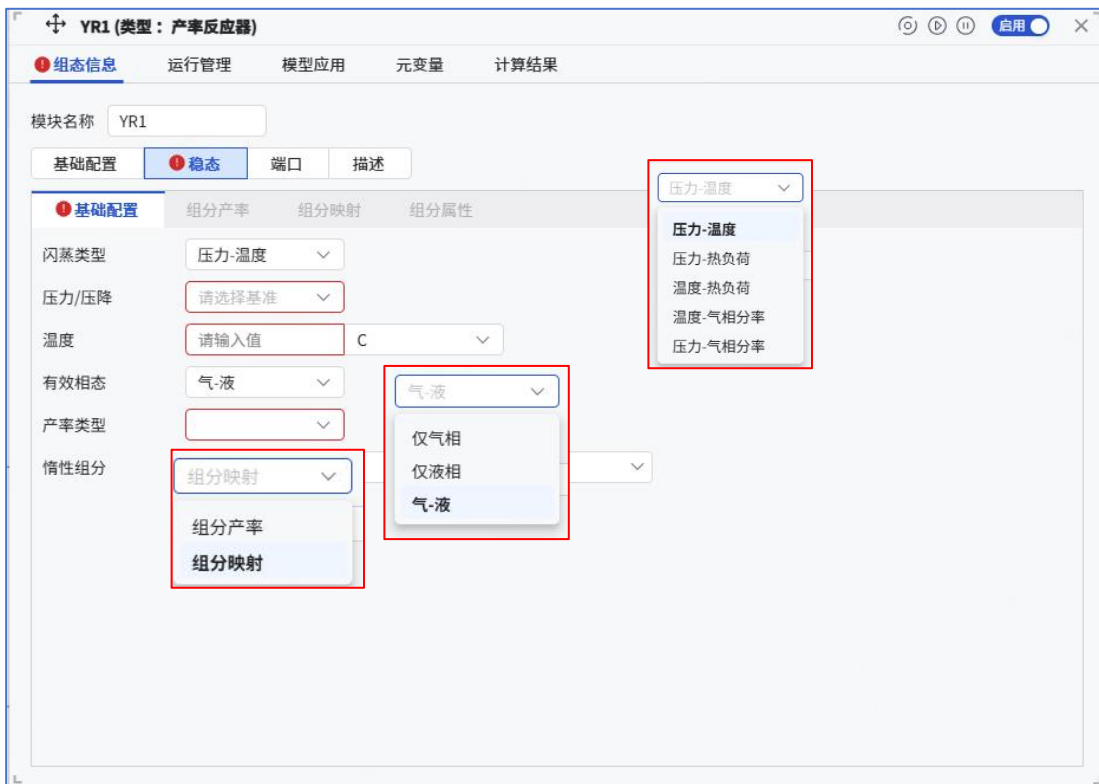 YR1 (类型： 产率反应器)
启用
组态信息 运行管理 模型应用 元变量 计算结果
模块名称 YR1
基础配置 稳态 端口 描述
基础配置 组分产率 组分映射 组分属性
压力-温度
压力-温度
压力-热负荷
温度-热负荷
温度-气相分率
压力-气相分率
闪蒸类型 压力-温度
压力/压降 请选择基准
温度 请输入值 C
有效相态 气-液
气-液
仅气相
仅液相
气-液
产率类型
惰性组分
组分映射
组分产率
组分映射